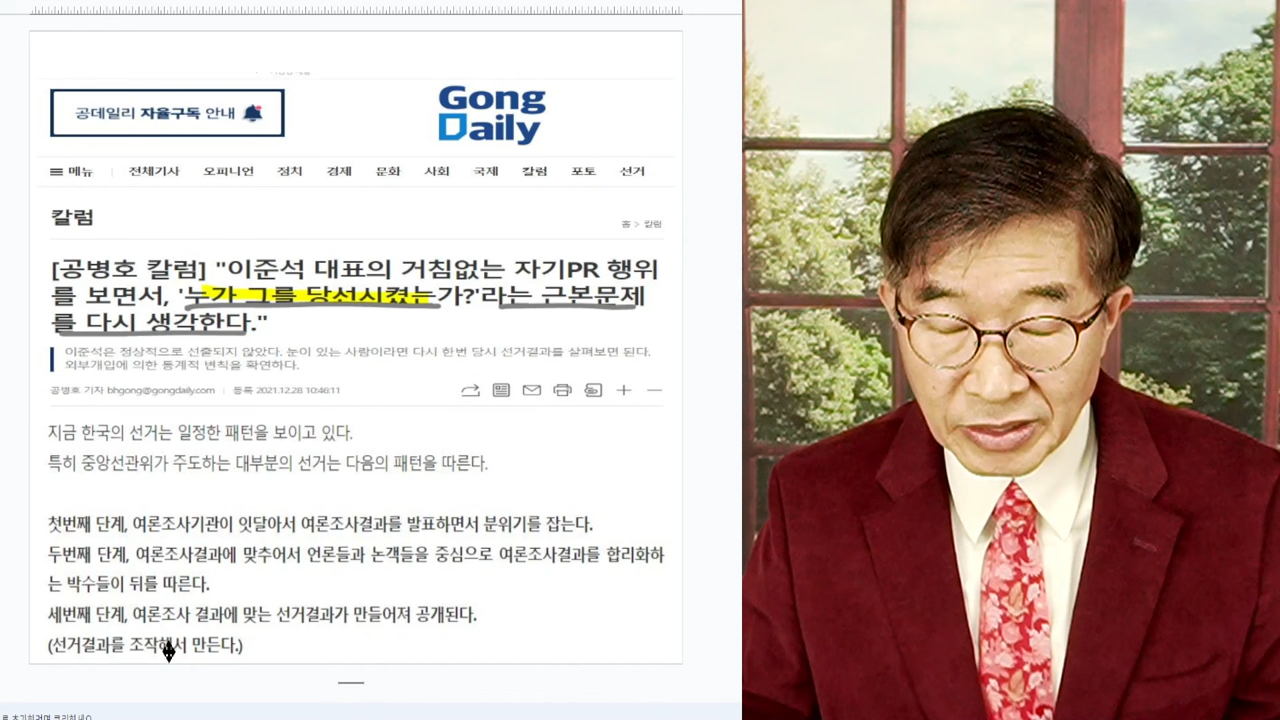 공데일리 자율구독 안내
Gong
Daily
메뉴 전체기사 오피니언 정치 경제 문화 사회 국제 칼럼 포토 선거
칼럼
홈 > 칼럼
[공병호 칼럼] "이준석 대표의 거침없는 자기PR 행위
를 보면서, '누가 그를 당선시켰는가?'라는 근본문제
를 다시 생각한다."
이준석은 정상적으로 선출되지 않았다. 눈이 있는 사람이라면 다시 한번 당시 선거결과를 살펴보면 된다.
외부개입에 의한 통계적 변칙을 확연하다.
공병호 기자 bhgong@gongdaily.com 등록 2021.12.28 10:46:11
지금 한국의 선거는 일정한 패턴을 보이고 있다.
특히 중앙선관위가 주도하는 대부분의 선거는 다음의 패턴을 따른다.
첫번째 단계, 여론조사기관이 잇달아서 여론조사결과를 발표하면서 분위기를 잡는다.
두번째 단계, 여론조사결과에 맞추어서 언론들과 논객들을 중심으로 여론조사결과를 합리화하
는 박수들이 뒤를 따른다.
세번째 단계, 여론조사 결과에 맞는 선거결과가 만들어져 공개된다.
(선거결과를 조작해서 만든다.)